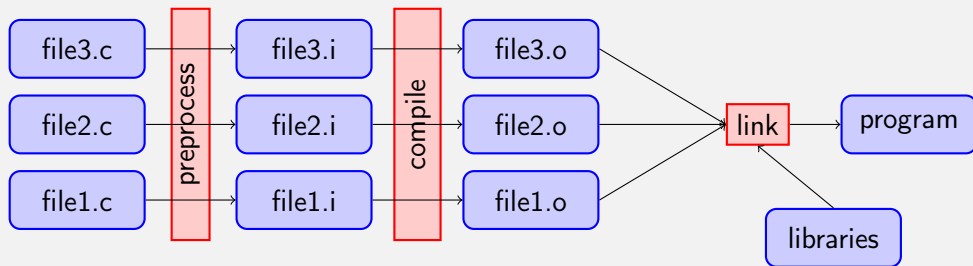 file3.c
file3.i
file3.o
file2.c
preprocess
file2.i
compile
file2.o
link
program
file1.c
file1.i
file1.o
libraries